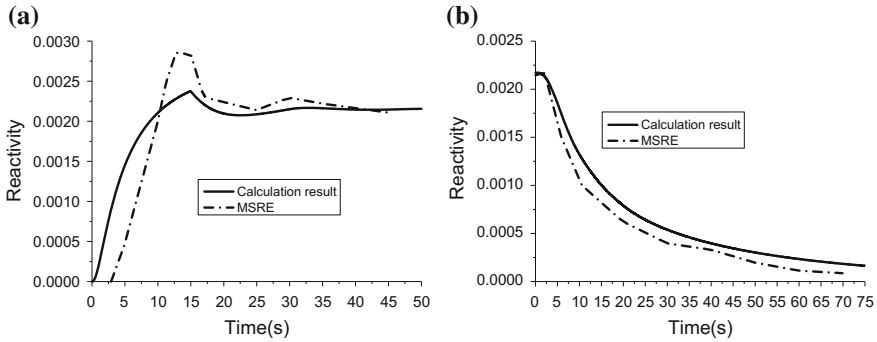 (a)
0.0030
0.0025
0.0020
0.0015
0.0010
0.0005
0.0000
Reactivity
Calculation result
MSRE
0 5 10 15 20 25 30 35 40 45 50
Time(s)
(b)
0.0025
0.0020
0.0015
0.0010
0.0005
0.0000
Reactivity
Calculation result
MSRE
0 5 10 15 20 25 30 35 40 45 50 55 60 65 70 75
Time(s)